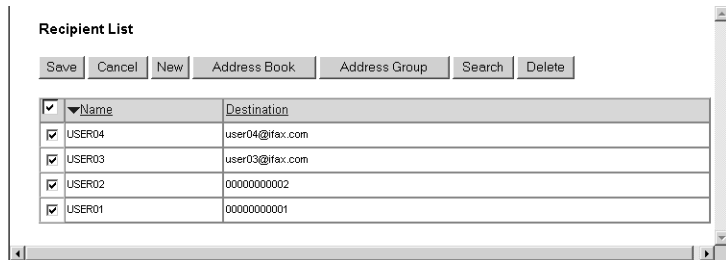 Recipient List
Save Cancel New Address Book Address Group Search Delete
Name Destination
USER04 user04@ifax.com
USER03 user03@ifax.com
USER02 00000000002
USER01 00000000001